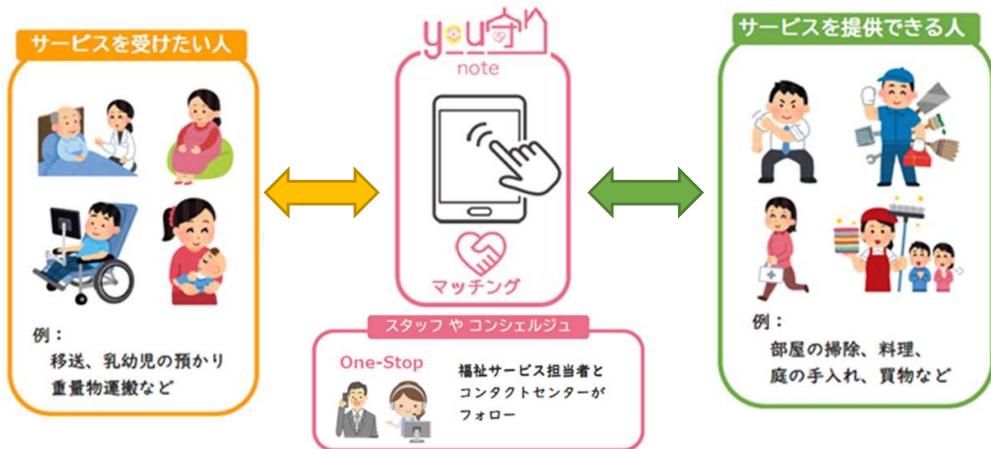 サービスを受けたい人
例：
移送、乳幼児の預かり
重量物運搬など
you守
note
マッチング
スタッフ や コンシェルジュ
One-Stop
福祉サービス担当者と
コンタクトセンターが
フォロー
サービスを提供できる人
例：
部屋の掃除、料理、
庭の手入れ、買物など